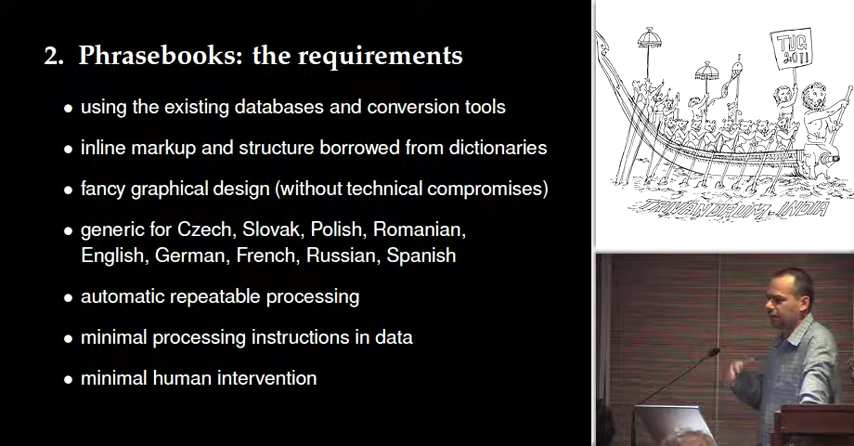 2. Phrasebooks: the requirements
• using the existing databases and conversion tools
• inline markup and structure borrowed from dictionaries
• fancy graphical design (without technical compromises)
• generic for Czech, Slovak, Polish, Romanian,
English, German, French, Russian, Spanish
• automatic repeatable processing
• minimal processing instructions in data
• minimal human intervention
TUG
2011
TRIVANDRUM-INDIA